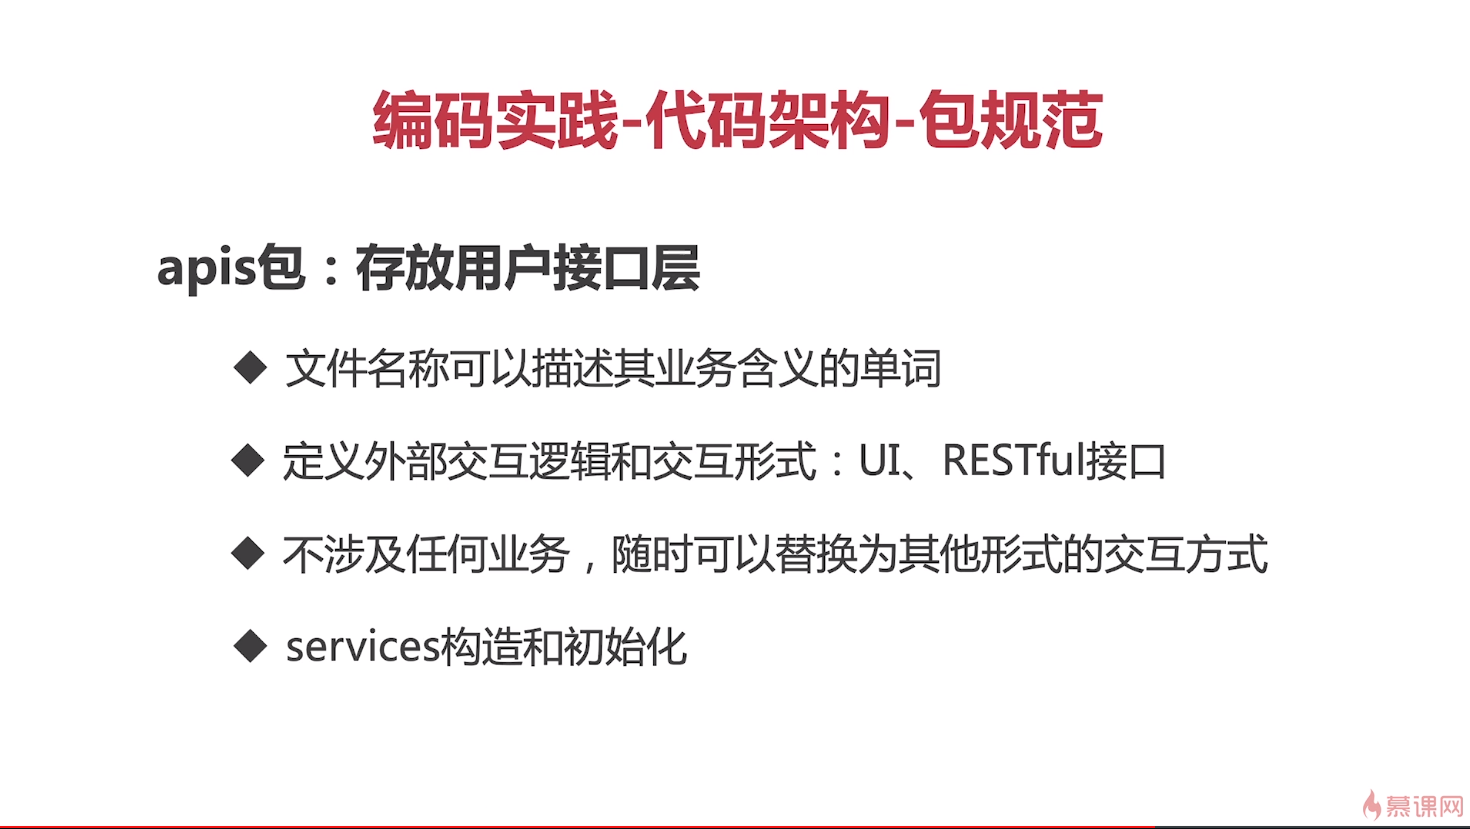 编码实践-代码架构-包规范
apis包：存放用户接口层
◆ 文件名称可以描述其业务含义的单词
◆ 定义外部交互逻辑和交互形式：UI、RESTful接口
◆ 不涉及任何业务，随时可以替换为其他形式的交互方式
◆ services构造和初始化
慕课网